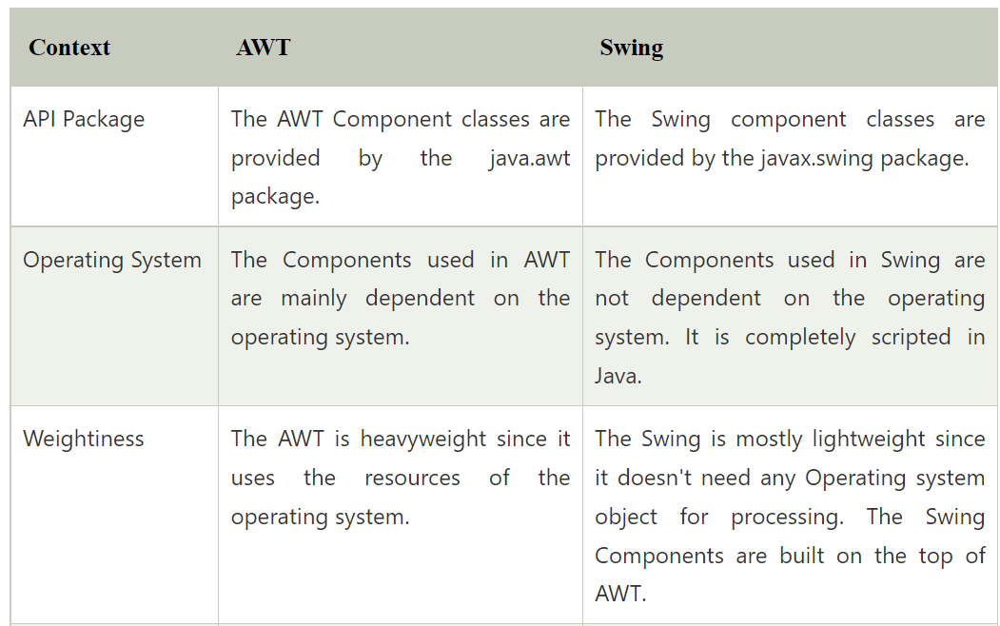 Context AWT Swing
API Package
The AWT Component classes are
provided by the java.awt
package.
The Swing component classes are
provided by the javax.swing package.
Operating System
The Components used in AWT
are mainly dependent on the
operating system.
The Components used in Swing are
not dependent on the operating
system. It is completely scripted in
Java.
Weightiness
The AWT is heavyweight since it
uses the resources of the
operating system.
The Swing is mostly lightweight since
it doesn't need any Operating system
object for processing. The Swing
Components are built on the top of
AWT.